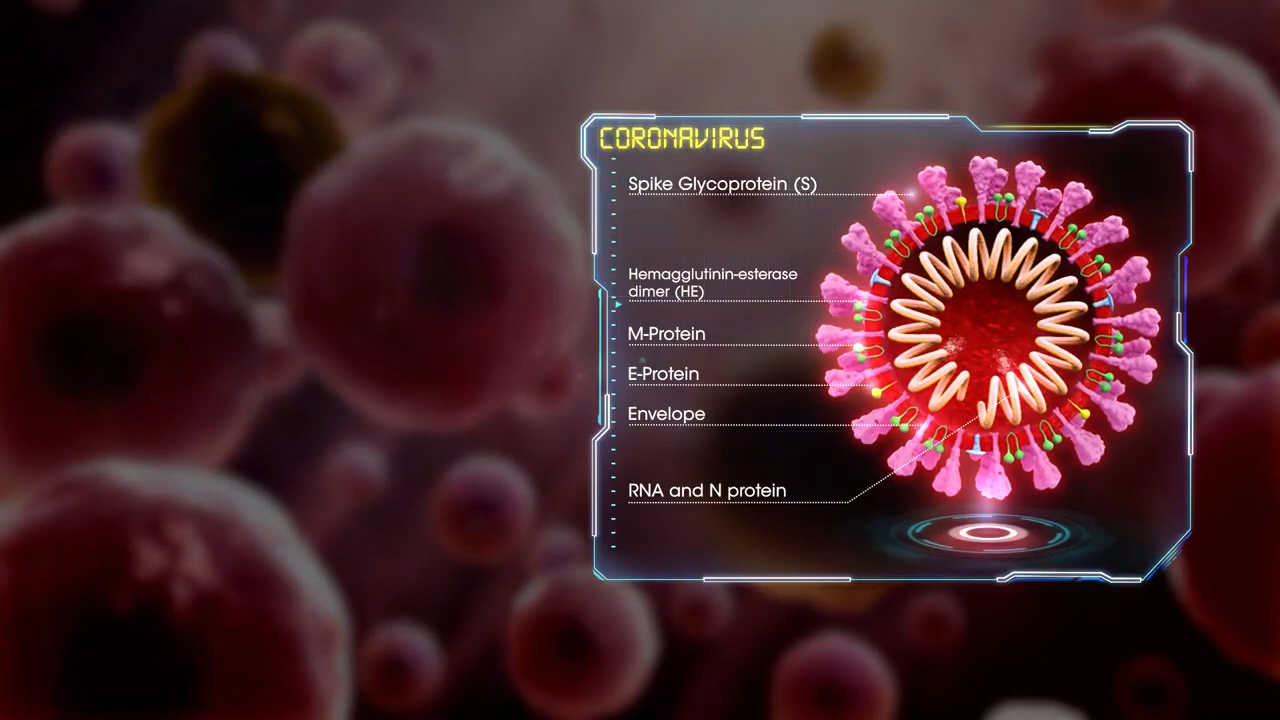 CORONAVIRUS
Spike Glycoprotein (S)
Hemagglutinin-esterase
dimer (HE)
M-Protein
E-Protein
Envelope
RNA and N protein